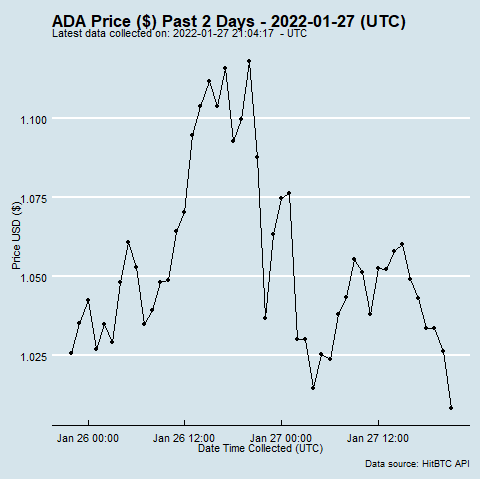 ADA Price ($) Past 2 Days - 2022-01-27 (UTC)
Latest data collected on: 2022-01-27 21:04:17  - UTC
1.100
1.075
1.050
1.025
Price USD ($)
Jan 26 00:00 Jan 26 12:00 Jan 27 00:00 Jan 27 12:00
Date Time Collected (UTC)
Data source: HitBTC API